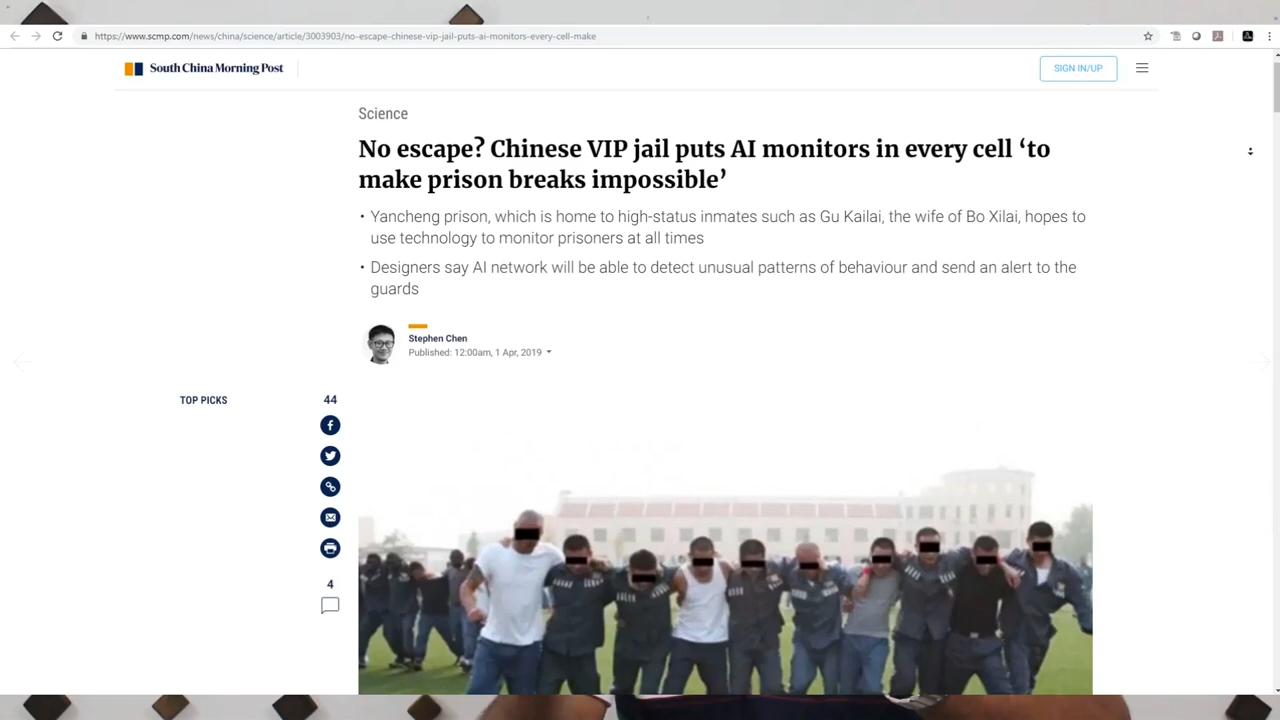 https://www.scmp.com/news/china/science/article/3003903/no-escape-chinese-vip-jail-puts-ai-monitors-every-cell-make
South China Morning Post
SIGN IN/UP
Science
No escape? Chinese VIP jail puts AI monitors in every cell ‘to
make prison breaks impossible’
• Yancheng prison, which is home to high-status inmates such as Gu Kailai, the wife of Bo Xilai, hopes to
use technology to monitor prisoners at all times
• Designers say AI network will be able to detect unusual patterns of behaviour and send an alert to the
guards
Stephen Chen
Published: 12:00am, 1 Apr, 2019
TOP PICKS
44
4